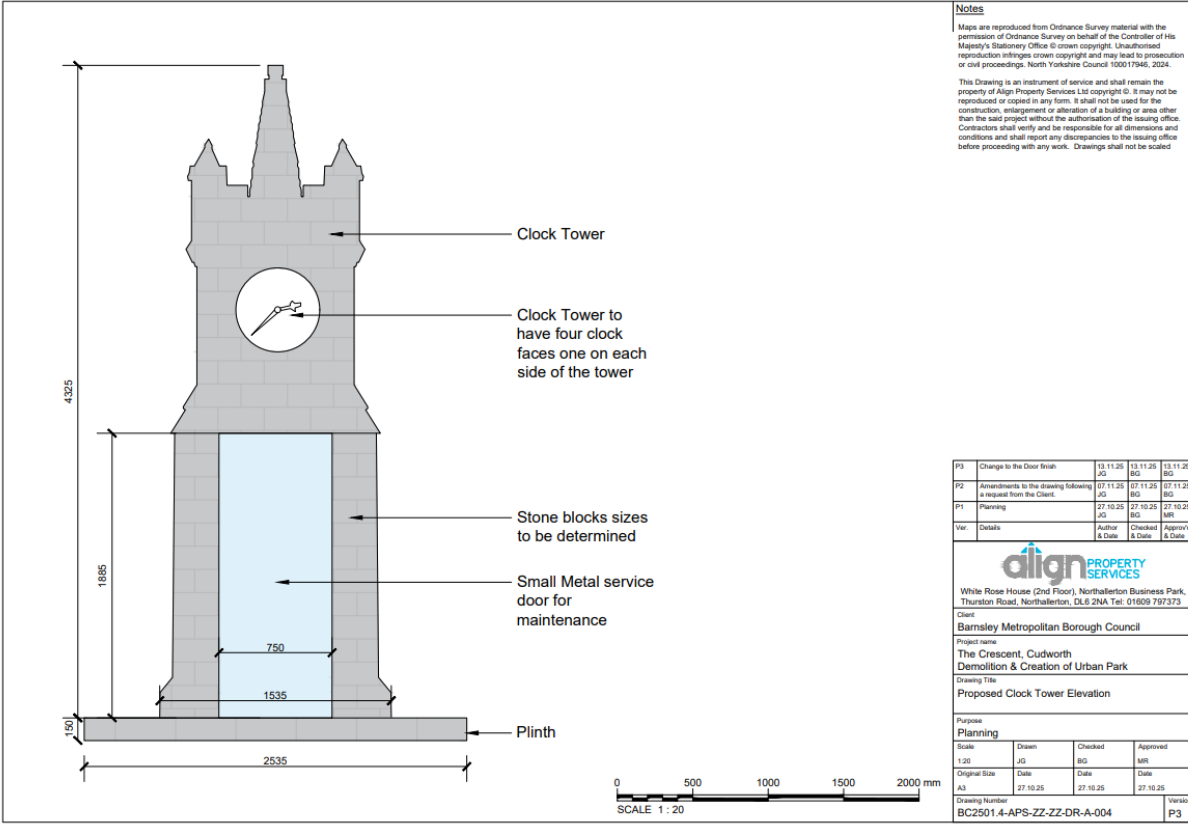 Notes
Maps are reproduced from Ordnance Survey material with the
permission of Ordnance Survey on behalf of the Controller of His
Majesty's Stationery Office © crown copyright. Unauthorised
reproduction infringes crown copyright and may lead to prosecution
or civil proceedings. North Yorkshire Council 100017946, 2024.
This Drawing is an instrument of service and shall remain the
property of Align Property Services Ltd copyright ©. It may not be
reproduced or copied in any form. It shall not be used for the
construction, enlargement or alteration of a building or area other
than the said project without the authorisation of the issuing office.
Contractors shall verify and be responsible for all dimensions and
conditions and shall report any discrepancies to the issuing office
before proceeding with any work. Drawings shall not be scaled
Clock Tower
Clock Tower to
have four clock
faces one on each
side of the tower
4325
1885
Stone blocks sizes
to be determined
Small Metal service
door for
maintenance
750
1535
150
Plinth
2535
0 500 1000 1500 2000 mm
SCALE 1 : 20
P3 Change to the Door finish 13.11.25 JG 13.11.25 BG 13.11.25 BG
P2 Amendments to the drawing following 07.11.25 07.11.25 07.11.25
a request from the Client. JG BG BG
P1 Planning 27.10.25 JG 27.10.25 BG 27.10.25 MR
Ver. Details Author Checked Approv
& Date & Date & Date
align PROPERTY
SERVICES
White Rose House (2nd Floor), Northallerton Business Park,
Thurston Road, Northallerton, DL6 2NA Tel: 01609 797373
Client
Barnsley Metropolitan Borough Council
Project name
The Crescent, Cudworth
Demolition & Creation of Urban Park
Drawing Title
Proposed Clock Tower Elevation
Purpose
Planning
Scale Drawn Checked Approved
1:20 JG BG MR
Original Size Date Date Date
A3 27.10.25 27.10.25 27.10.25
Drawing Number Versio
BC2501.4-APS-ZZ-ZZ-DR-A-004 P3